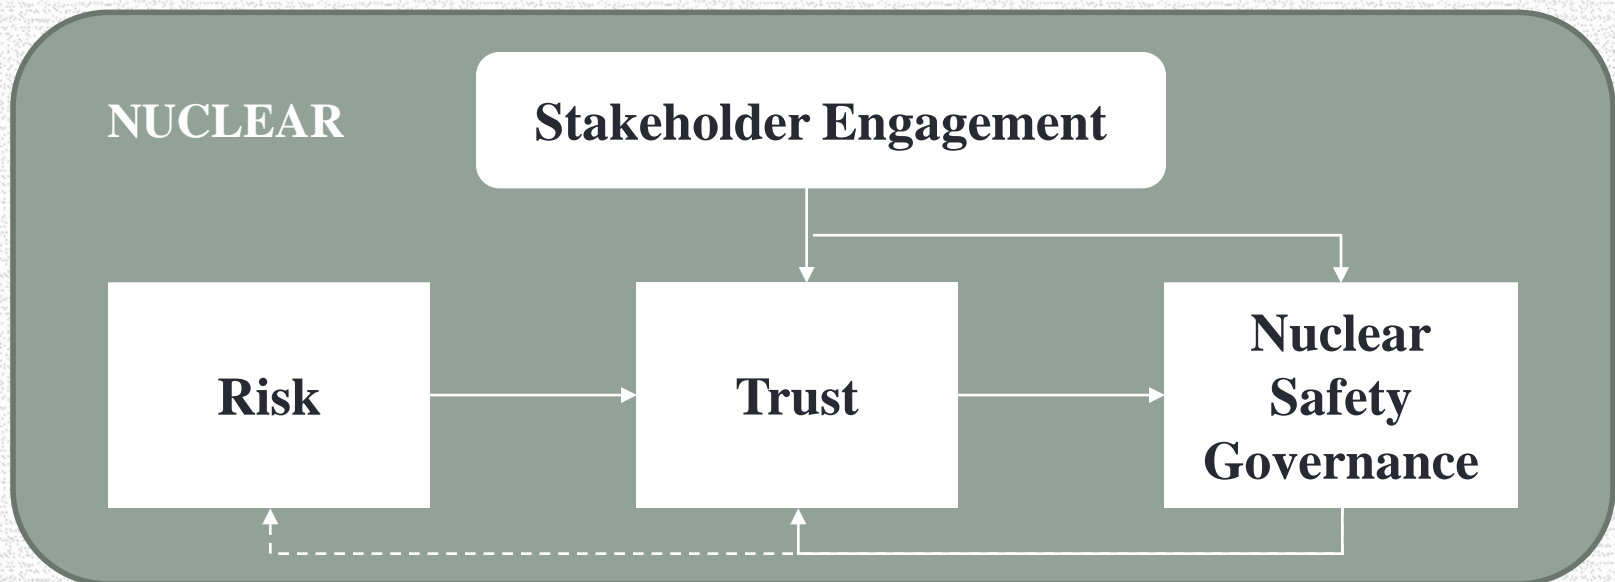 NUCLEAR
Stakeholder Engagement
Risk
Trust
Nuclear
Safety
Governance